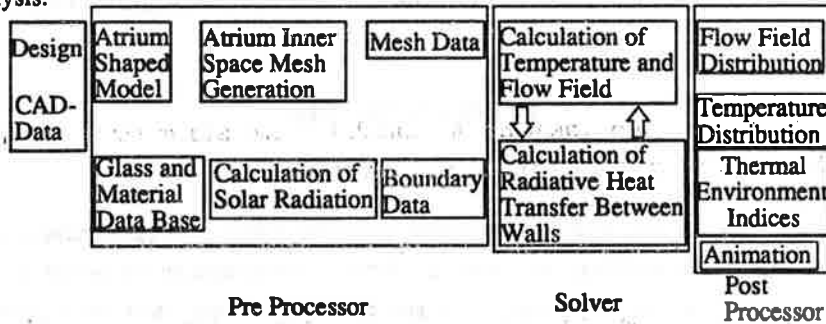 ysis.
Design
CAD-
Data
Atrium
Shaped
Model
Atrium Inner
Space Mesh
Generation
Mesh Data
Glass and
Material
Data Base
Calculation of
Solar Radiation
Boundary
Data
Pre Processor
Calculation of
Temperature and
Flow Field
Calculation of
Radiative Heat
Transfer Between
Walls
Solver
Flow Field
Distribution
Temperature
Distribution
Thermal
Environment
Indices
Animation
Post
Processor